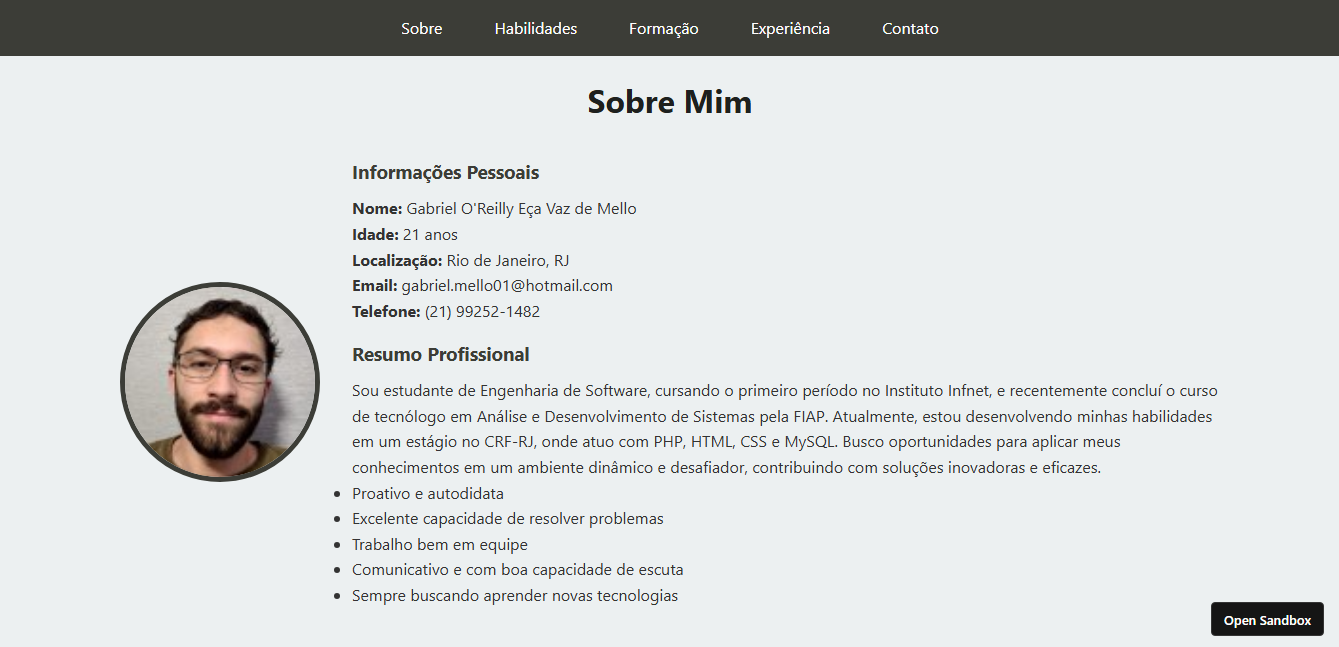 Sobre Habilidades Formação Experiência Contato
Sobre Mim
Informações Pessoais
Nome: Gabriel O'Reilly Eça Vaz de Mello
Idade: 21 anos
Localização: Rio de Janeiro, RJ
Email: gabriel.mello01@hotmail.com
Telefone: (21) 99252-1482
Resumo Profissional
Sou estudante de Engenharia de Software, cursando o primeiro período no Instituto Infnet, e recentemente concluí o curso
de tecnólogo em Análise e Desenvolvimento de Sistemas pela FIAP. Atualmente, estou desenvolvendo minhas habilidades
em um estágio no CRF-RJ, onde atuo com PHP, HTML, CSS e MySQL. Busco oportunidades para aplicar meus
conhecimentos em um ambiente dinâmico e desafiador, contribuindo com soluções inovadoras e eficazes.
• Proativo e autodidata
• Excelente capacidade de resolver problemas
• Trabalho bem em equipe
• Comunicativo e com boa capacidade de escuta
• Sempre buscando aprender novas tecnologias
Open Sandbox